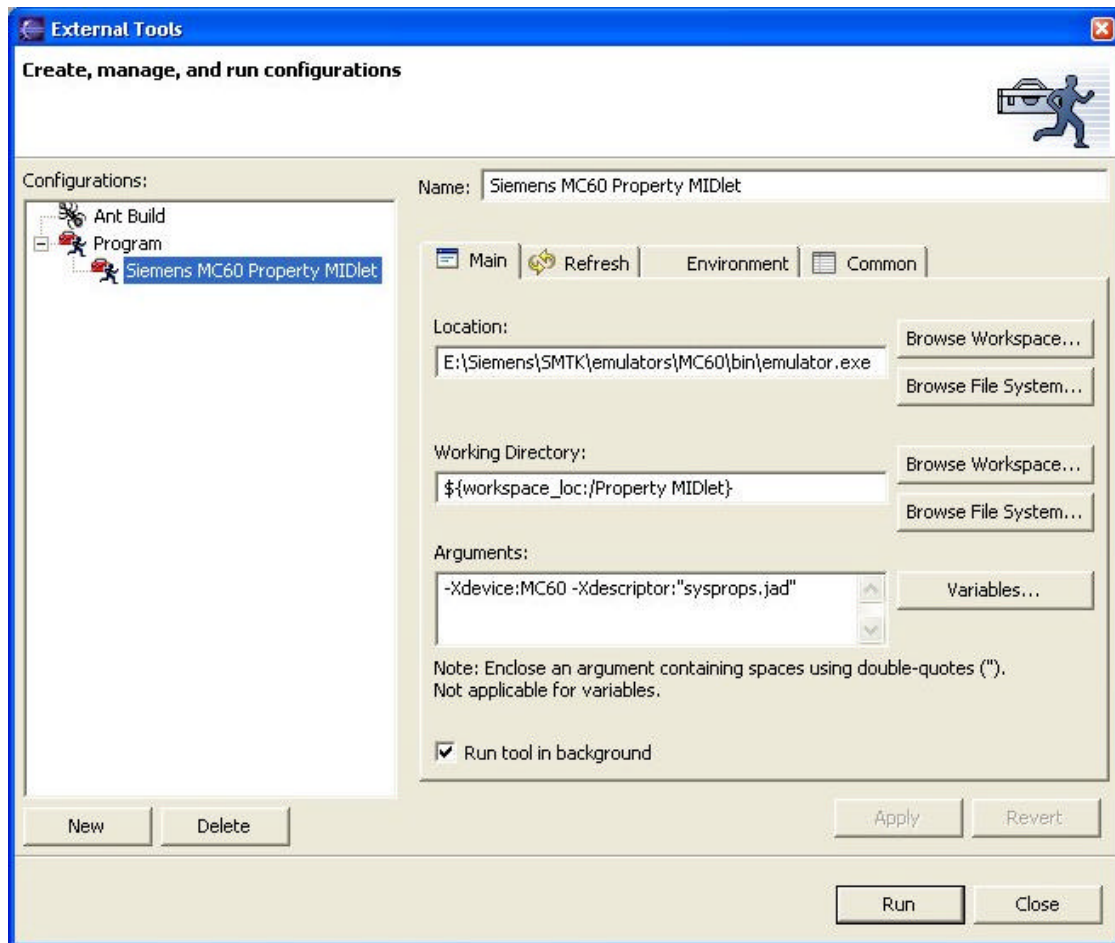 External Tools
Create, manage, and run configurations
Configurations:
Ant Build
Program
Siemens MC60 Property MIDlet
New
Delete
Name:
Siemens MC60 Property MIDlet
Main
Refresh
Environment
Common
Location:
E:\Siemens\SMTK\emulators\MC60\bin\emulator.exe
Browse Workspace...
Browse File System...
Working Directory:
${workspace_loc:/Property MIDlet}
Browse Workspace...
Browse File System...
Arguments:
-Xdevice:MC60 -Xdescriptor:"sysprops.jad"
Variables...
Note: Enclose an argument containing spaces using double-quotes (").
Not applicable for variables.
Run tool in background
Apply
Revert
Run
Close